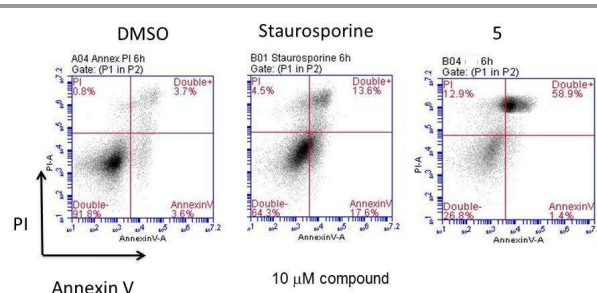 DMSO
Staurosporine
5
A04 Annex PI 6h
Gate: (P1 in P2)
PI
0.8%
Double+
3.7%
Double-
91.8%
AnnexinV
3.6%
PI-A
AnnexinV-A
B01 Staurosporine 6h
Gate: (P1 in P2)
PI
4.5%
Double+
13.6%
Double-
64.3%
AnnexinV
17.6%
PI-A
AnnexinV-A
B04 6h
Gate: (P1 in P2)
PI
12.9%
Double+
58.9%
Double-
26.8%
AnnexinV
1.4%
PI-A
AnnexinV-A
PI
Annexin V
10 μM compound